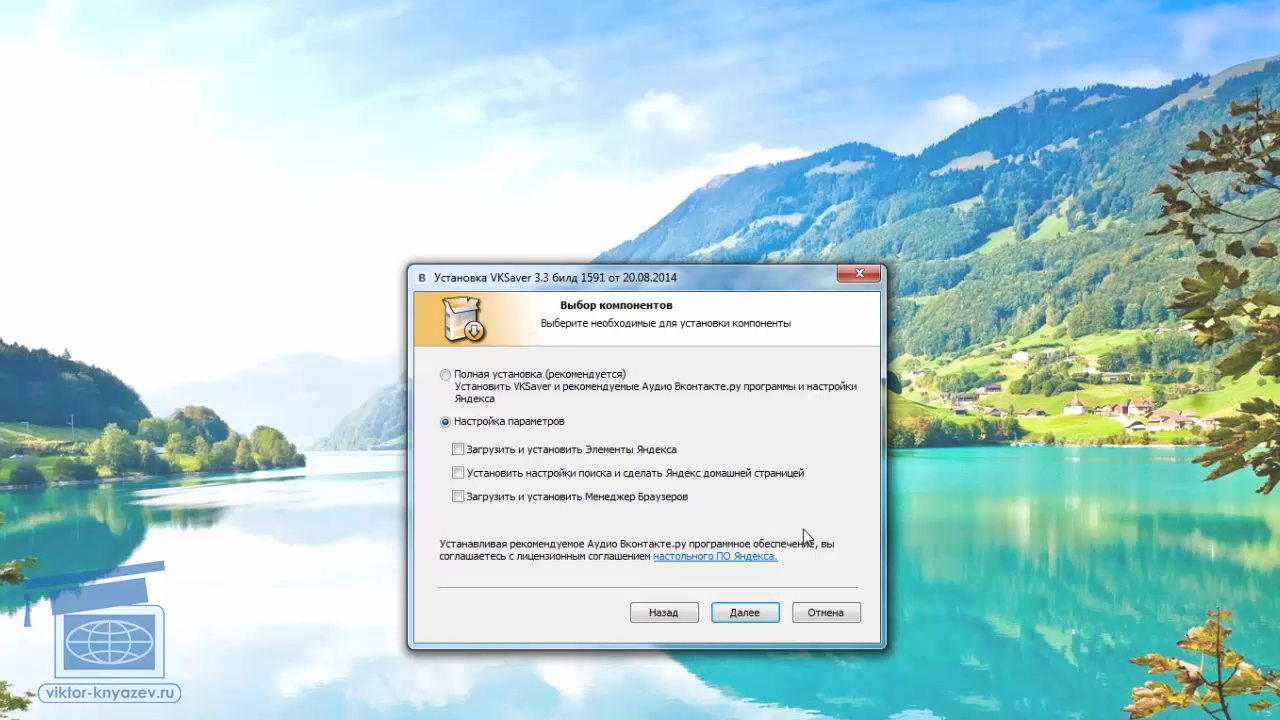 В Установка VKSaver 3.3 билд 1591 от 20.08.2014
Выбор компонентов
Выберите необходимые для установки компоненты
Полная установка (рекомендуется)
Установить VKSaver и рекомендуемые Аудио Вконтакте.ру программы и настройки
Яндекса
Настройка параметров
Загрузить и установить Элементы Яндекса
Установить настройки поиска и сделать Яндекс домашней страницей
Загрузить и установить Менеджер Браузеров
Устанавливая рекомендуемое Аудио Вконтакте.ру программное обеспечение, вы
соглашаетесь с лицензионным соглашением настольного ПО Яндекса.
Назад Далее Отмена
viktor-knyazev.ru